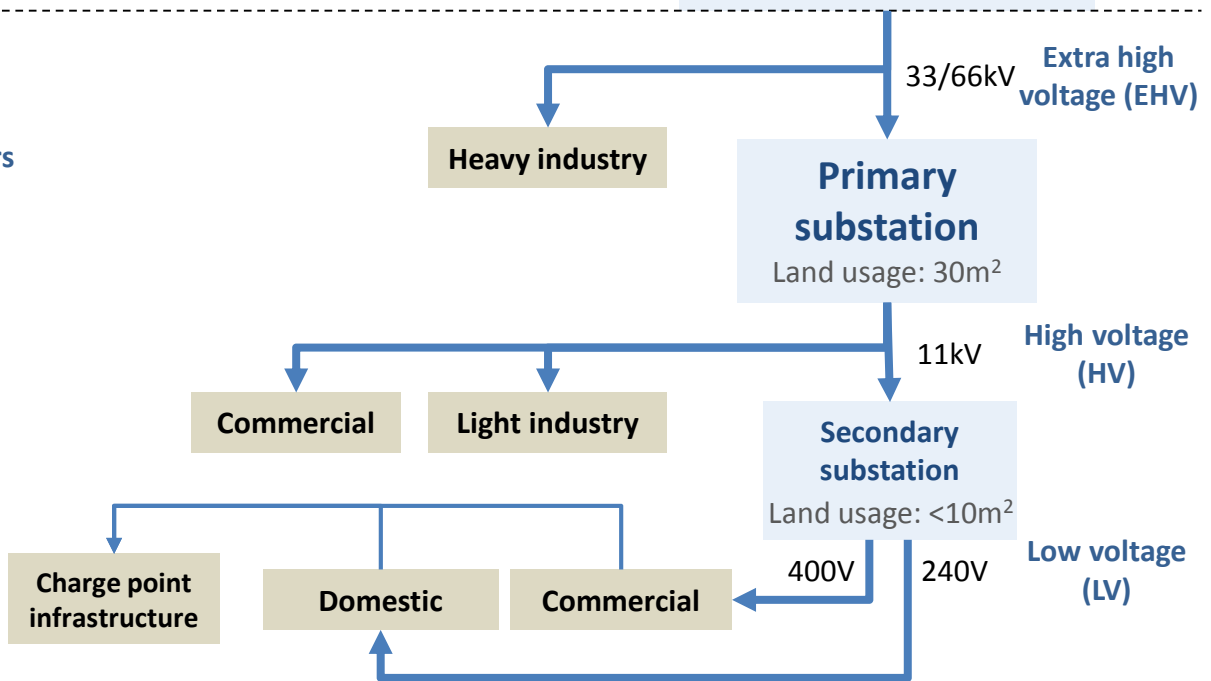 33/66kV
Extra high
voltage (EHV)
Heavy industry
Primary
substation
Land usage: 30m²
11kV
High voltage
(HV)
Commercial
Light industry
Secondary
substation
Land usage: <10m²
400V
240V
Low voltage
(LV)
Charge point
infrastructure
Domestic
Commercial